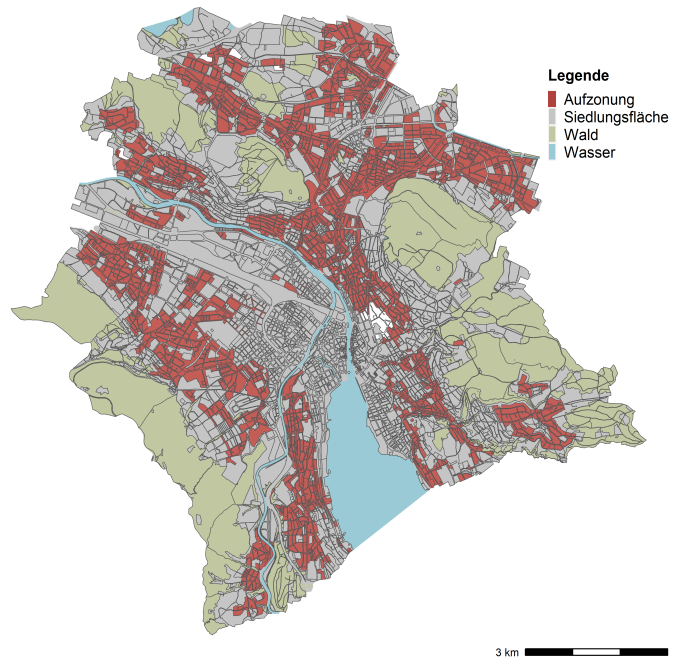 Legende
Aufzonung
Siedlungsfläche
Wald
Wasser
3 km